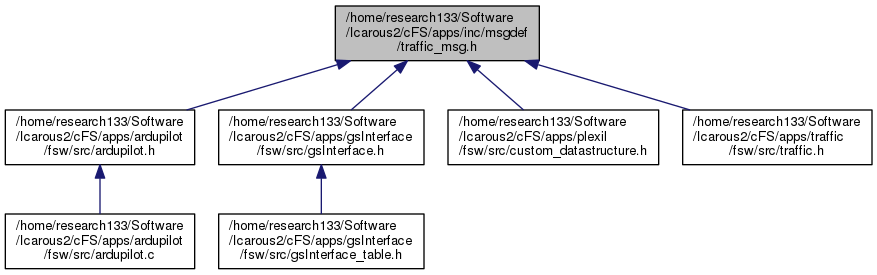 /home/research133/Software
/Icarous2/cFS/apps/inc/msgdef
/traffic_msg.h
/home/research133/Software
/Icarous2/cFS/apps/ardupilot
/fsw/src/ardupilot.h
/home/research133/Software
/Icarous2/cFS/apps/gsInterface
/fsw/src/gsInterface.h
/home/research133/Software
/Icarous2/cFS/apps/plexil
/fsw/src/custom_datastructure.h
/home/research133/Software
/Icarous2/cFS/apps/traffic
/fsw/src/traffic.h
/home/research133/Software
/Icarous2/cFS/apps/ardupilot
/fsw/src/ardupilot.c
/home/research133/Software
/Icarous2/cFS/apps/gsInterface
/fsw/src/gsInterface_table.h